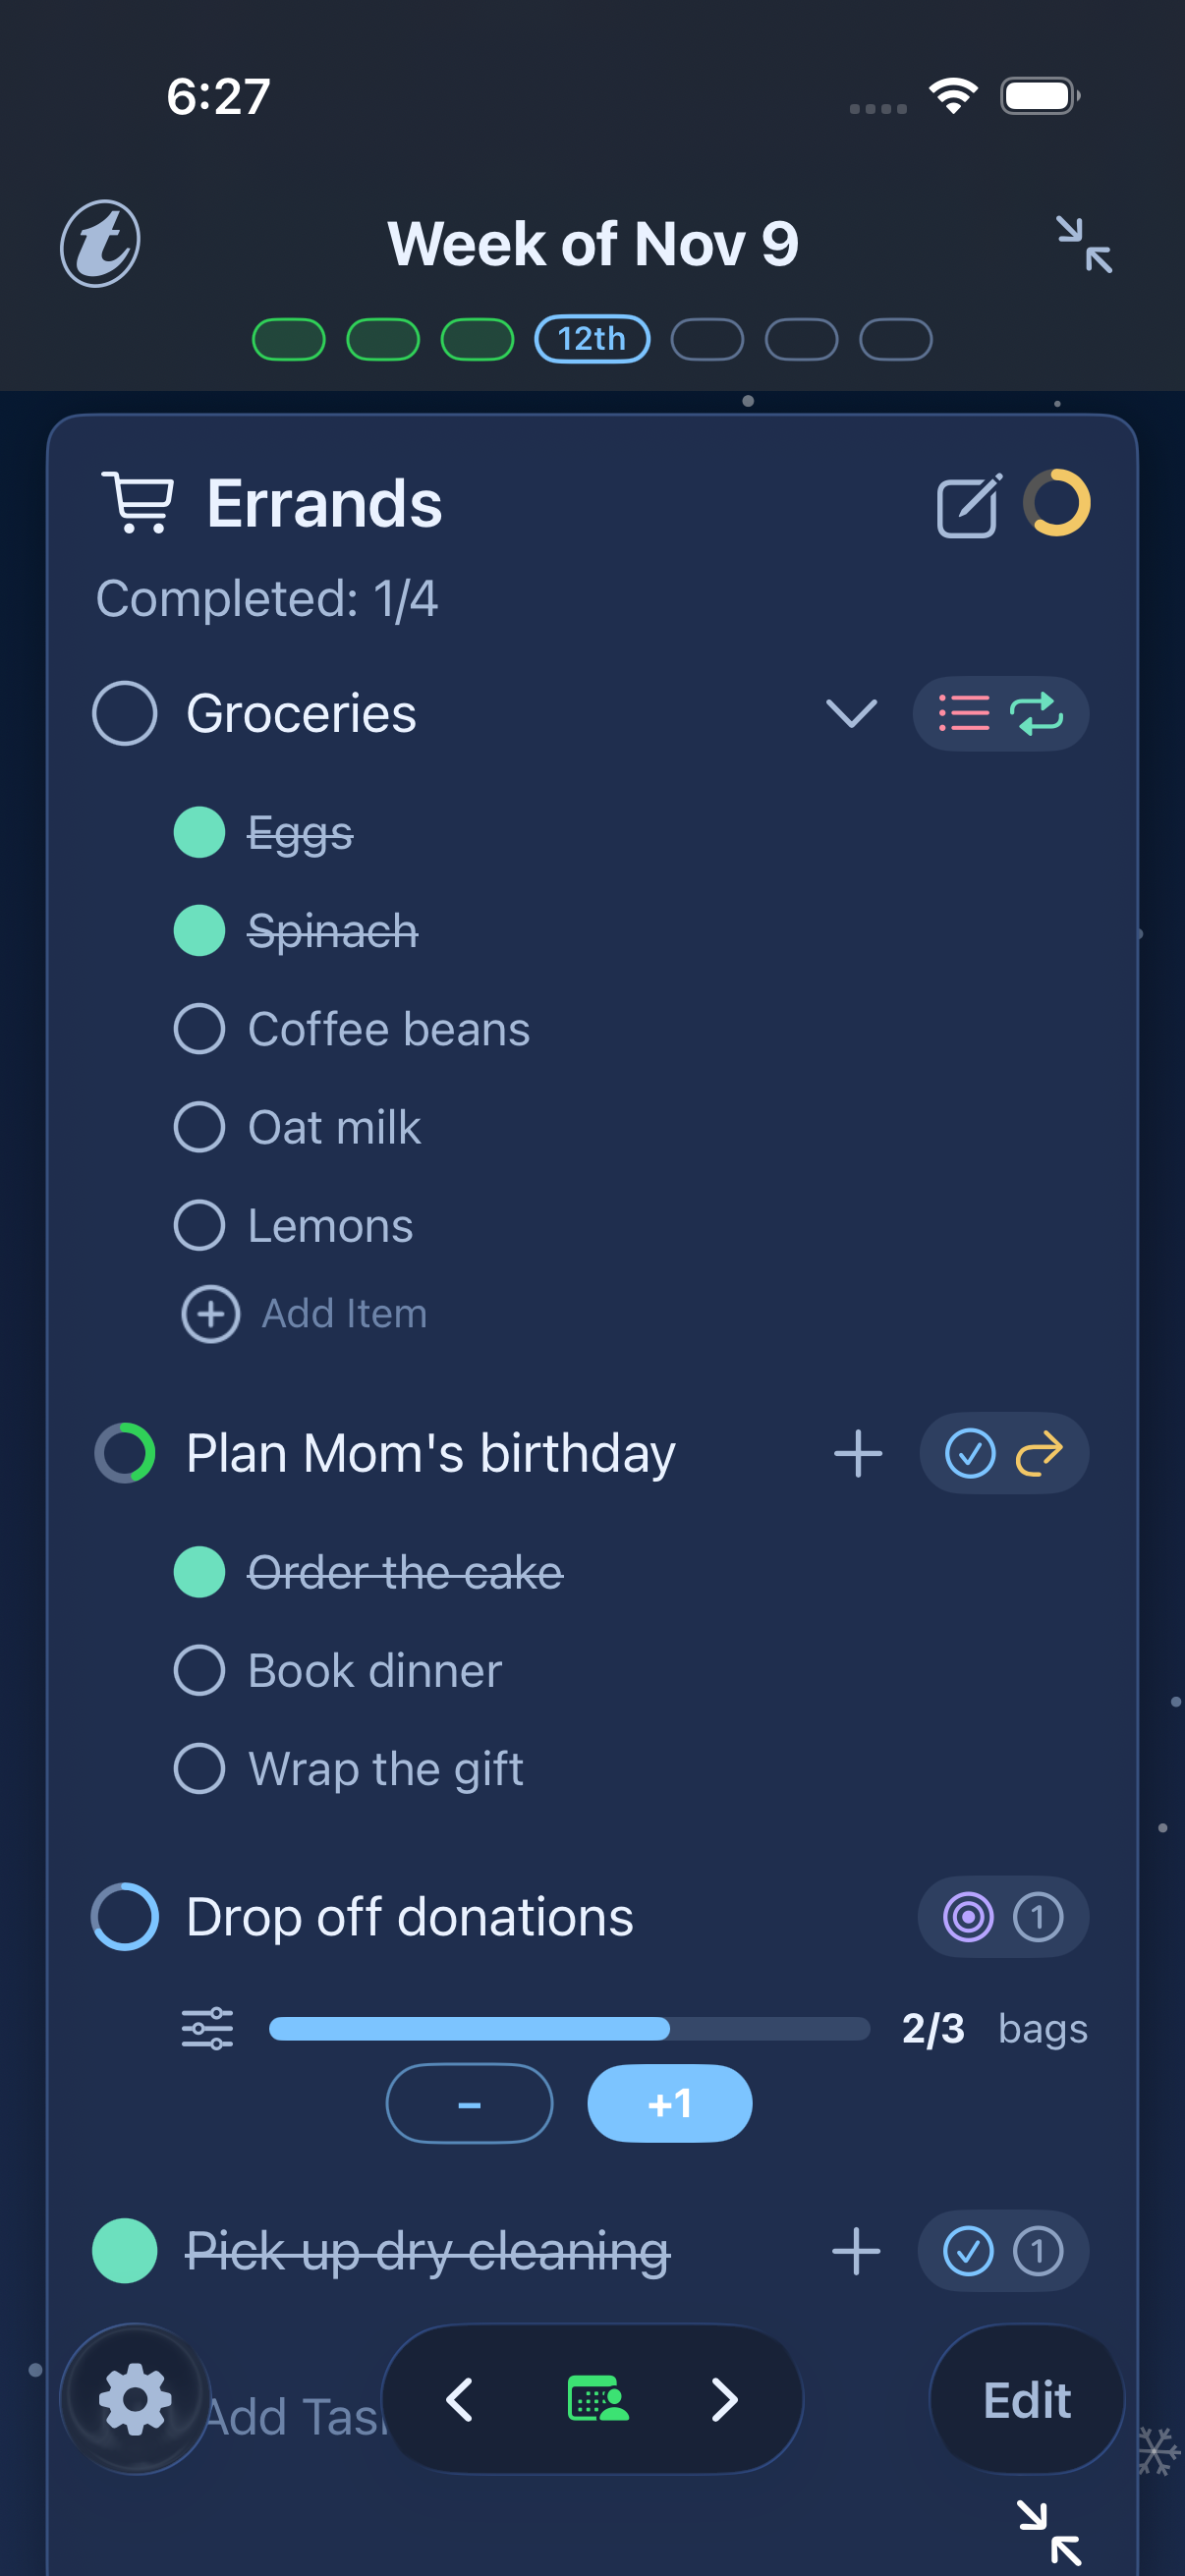 6:27
t
Week of Nov 9
12th
Errands
Completed: 1/4
Groceries
Eggs
Spinach
Coffee beans
Oat milk
Lemons
Add Item
Plan Mom's birthday
Order the cake
Book dinner
Wrap the gift
Drop off donations
1
2/3 bags
– +1
Pick up dry cleaning
1
Add
Edit